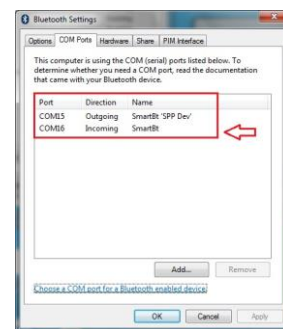 Bluetooth Settings
Options COM Ports Hardware Share PIM Interface
This computer is using the COM (serial) ports listed below. To
determine whether you need a COM port, read the documentation
that came with your Bluetooth device.
Port Direction Name
COM15 Outgoing SmartBt 'SPP Dev'
COM16 Incoming SmartBt
Add... Remove
Choose a COM port for a Bluetooth enabled device
OK Cancel Apply